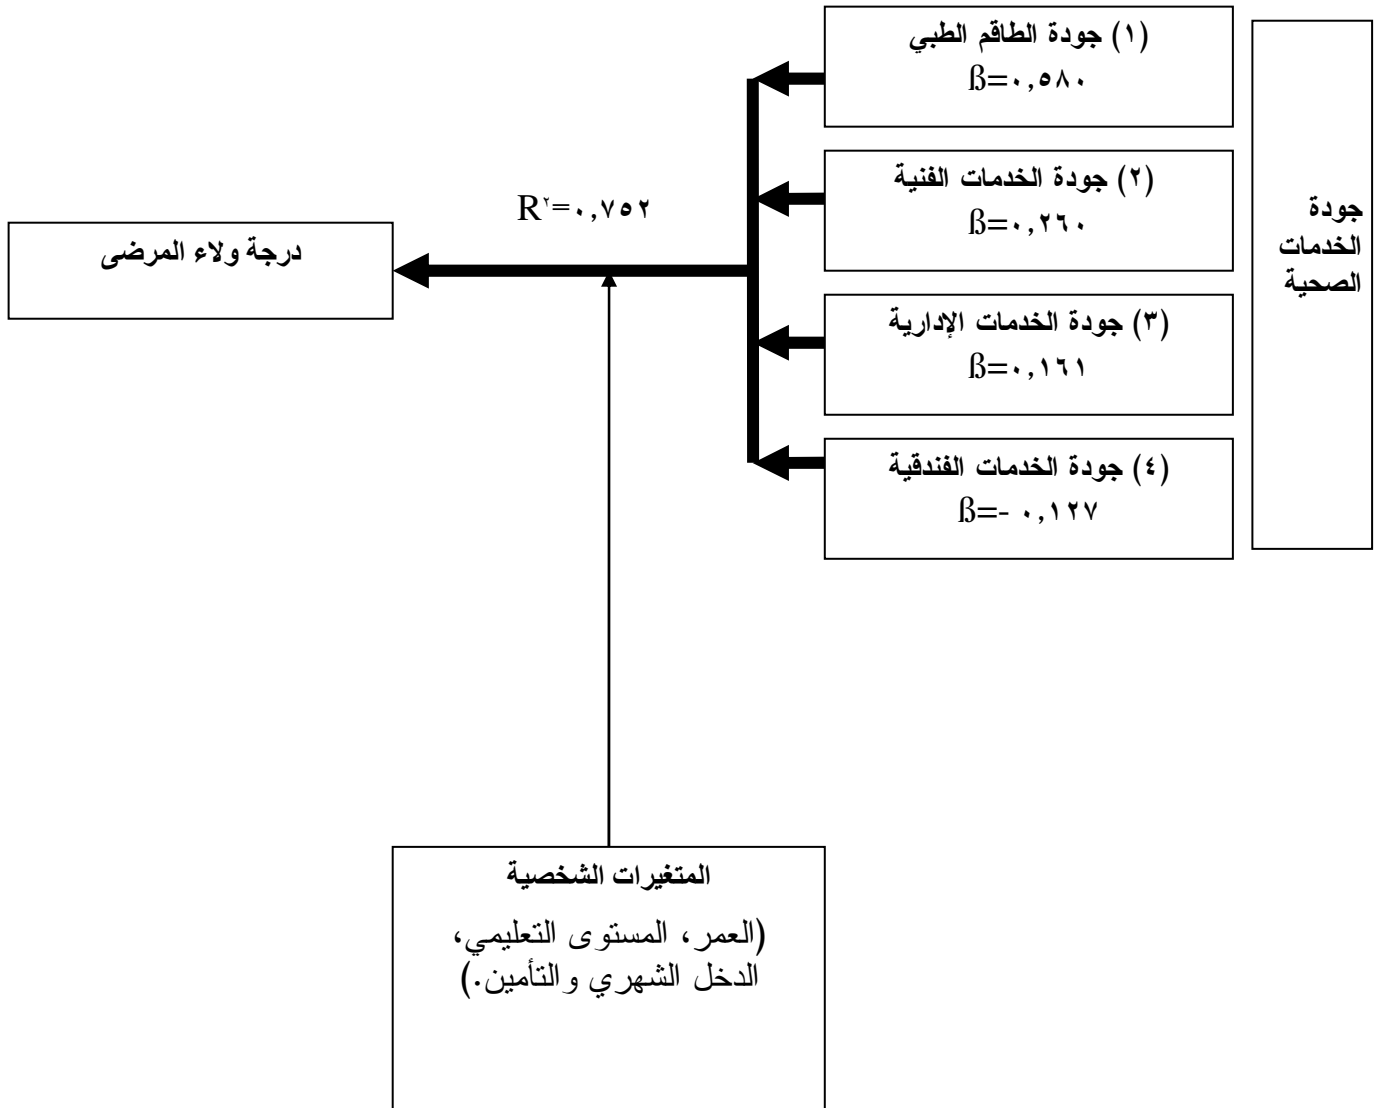 (١) جودة الطاقم الطبي
ß=٠,٥٨٠
(٢) جودة الخدمات الفنية
ß=٠,٢٦٠
(٣) جودة الخدمات الإدارية
ß=٠,١٦١
(٤) جودة الخدمات الفندقية
ß=- ٠,١٢٧
جودة
الخدمات
الصحية
R٢=٠,٧٥٢
درجة ولاء المرضى
المتغيرات الشخصية
(العمر، المستوى التعليمي،
الدخل الشهري والتأمين.)